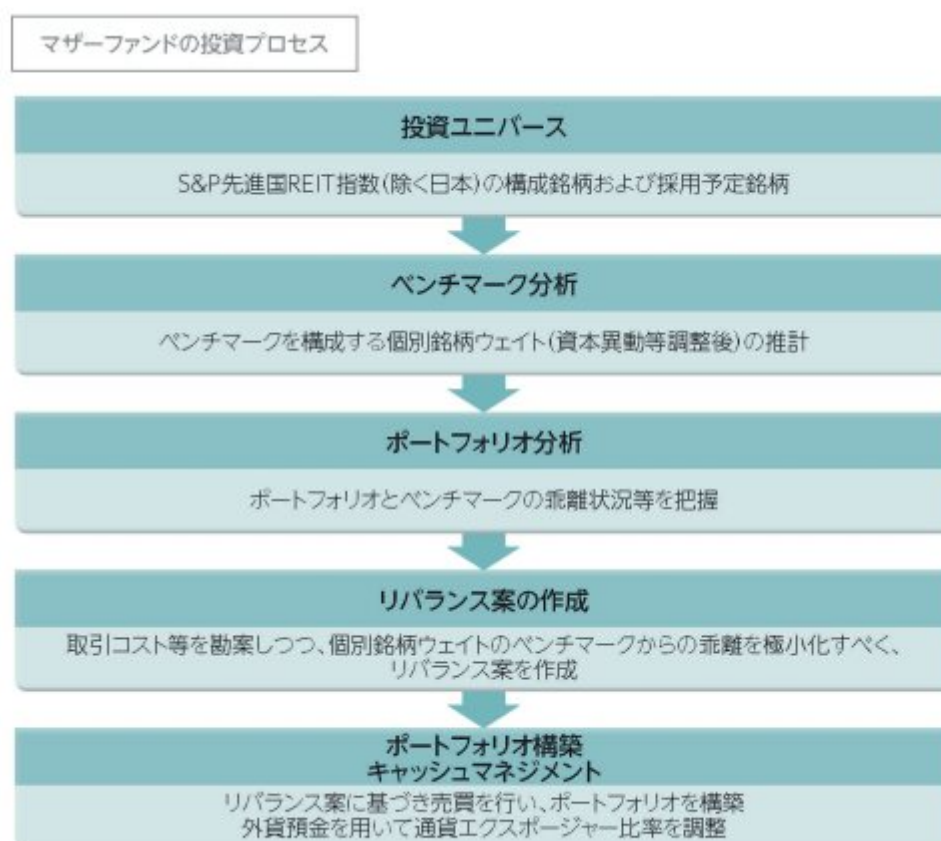 マザーファンドの投資プロセス
投資ユニバース
S&P先進国REIT指数(除く日本)の構成銘柄および採用予定銘柄
ベンチマーク分析
ベンチマークを構成する個別銘柄ウェイト(資本異動等調整後)の推計
ポートフォリオ分析
ポートフォリオとベンチマークの乖離状況等を把握
リバランス案の作成
取引コスト等を勘案しつつ、個別銘柄ウェイトのベンチマークからの乖離を極小化すべく、
リバランス案を作成
ポートフォリオ構築
キャッシュマネジメント
リバランス案に基づき売買を行い、ポートフォリオを構築
外貨預金を用いて通貨エクスポージャー比率を調整